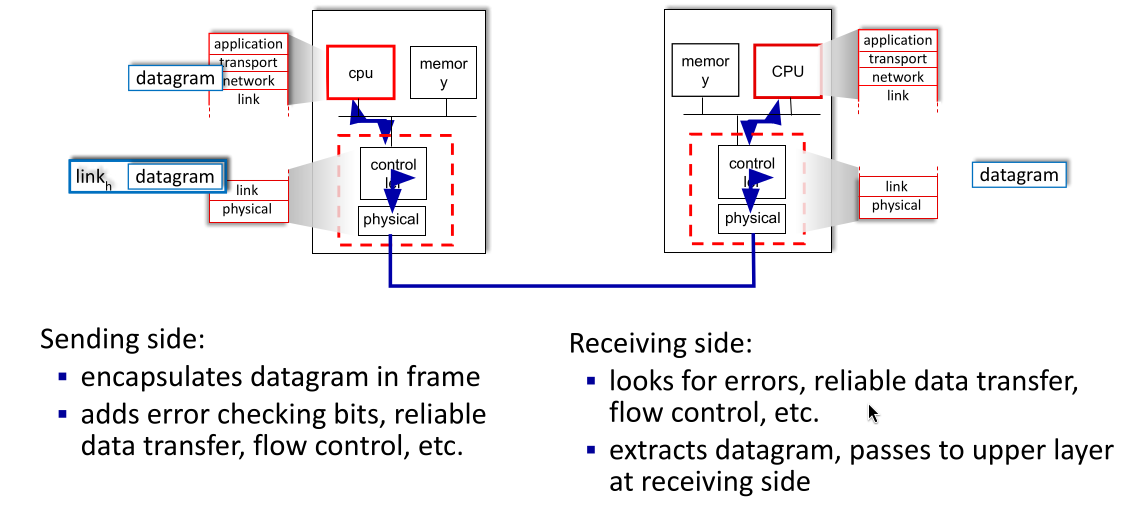 application
transport
network
link
datagram
cpu
memor
y
link
h
datagram
link
physical
control
ler
physical
memor
y
CPU
application
transport
network
link
control
ler
physical
link
physical
datagram
Sending side:
▪ encapsulates datagram in frame
▪ adds error checking bits, reliable
data transfer, flow control, etc.
Receiving side:
▪ looks for errors, reliable data transfer,
flow control, etc.
▪ extracts datagram, passes to upper layer
at receiving side